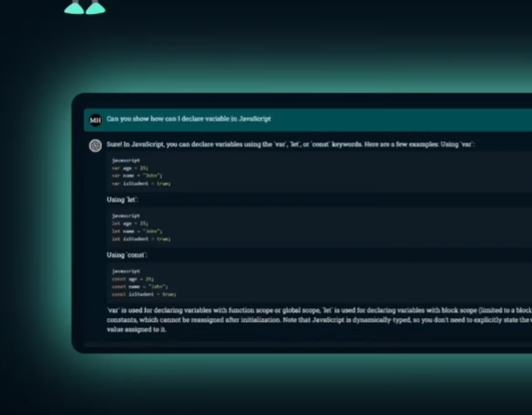 MH
Can you show how can I declare variable in JavaScript
Sure! In JavaScript, you can declare variables using the `var`, `let`, or `const` keywords. Here are a few examples: Using `var`:
javascript
var age = 25;
var name = "John";
var isStudent = true;
Using `let`:
javascript
let age = 25;
let name = "John";
let isStudent = true;
Using `const`:
javascript
const age = 25;
const name = "John";
const isStudent = true;
`var` is used for declaring variables with function scope or global scope, `let` is used for declaring variables with block scope (limited to a block
constants, which cannot be reassigned after initialization. Note that JavaScript is dynamically-typed, so you don't need to explicitly state the
value assigned to it.